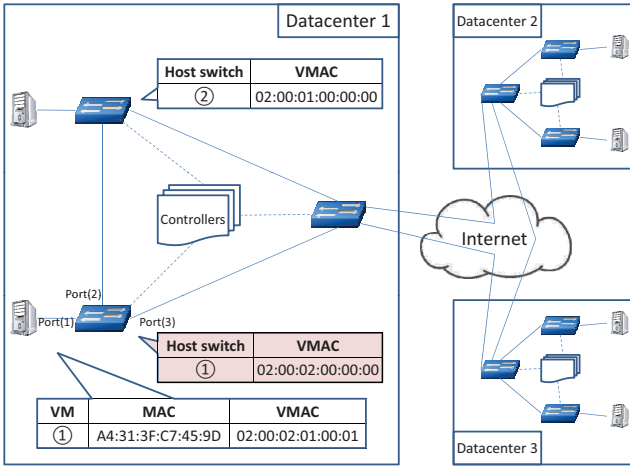 Datacenter 1
Datacenter 2
Host switch VMAC
② 02:00:01:00:00:00
Controllers
Internet
Port(2)
Port(1)
Port(3)
Host switch VMAC
① 02:00:02:00:00:00
VM MAC VMAC
① A4:31:3F:C7:45:9D 02:00:02:01:00:01
Datacenter 3